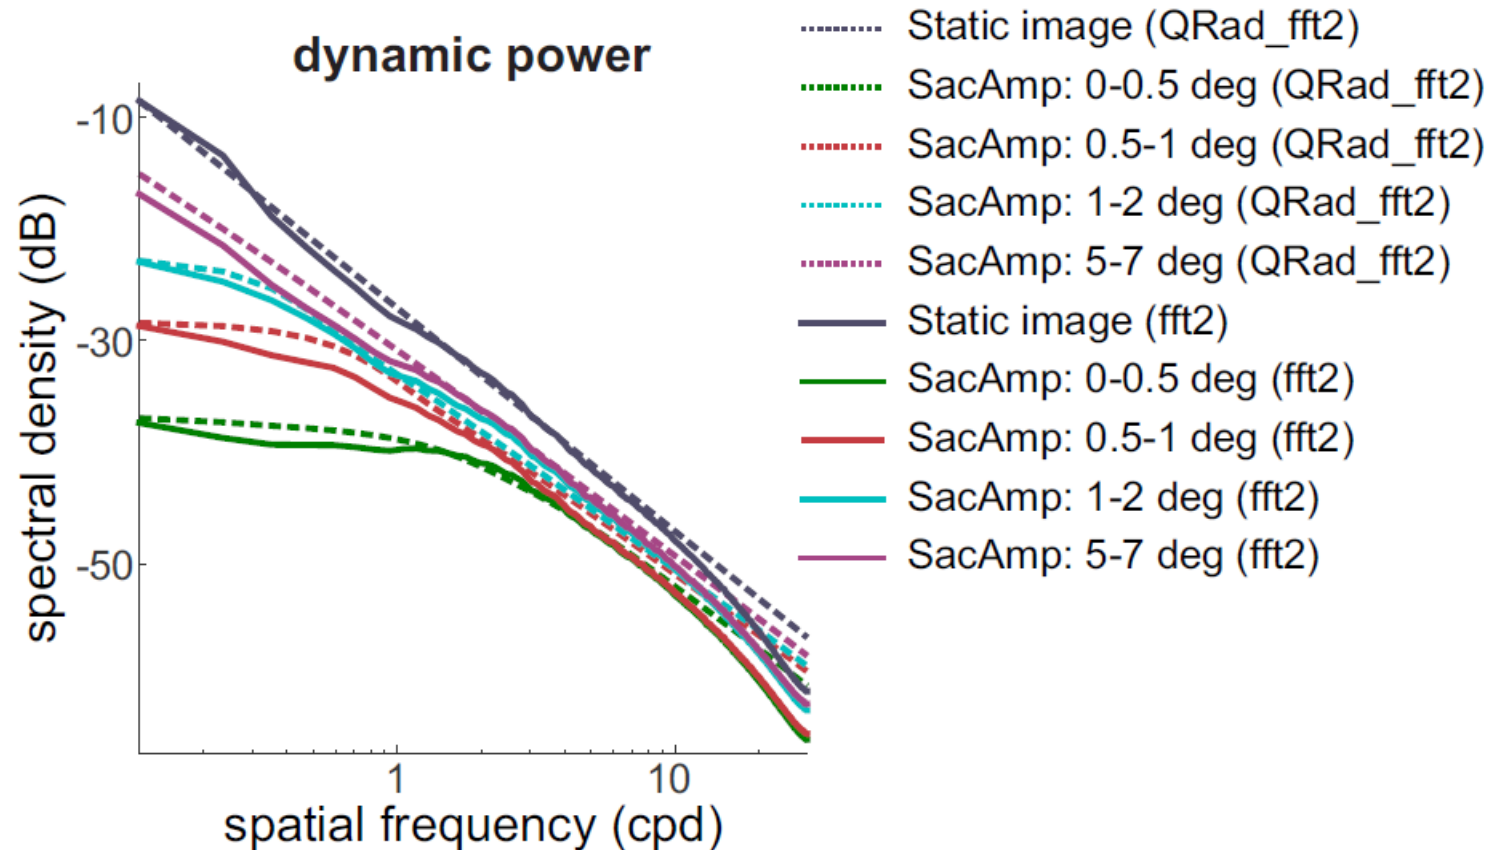 dynamic power
-10
-30
-50
spectral density (dB)
1
10
spatial frequency (cpd)
Static image (QRad_fft2)
SacAmp: 0-0.5 deg (QRad_fft2)
SacAmp: 0.5-1 deg (QRad_fft2)
SacAmp: 1-2 deg (QRad_fft2)
SacAmp: 5-7 deg (QRad_fft2)
Static image (fft2)
SacAmp: 0-0.5 deg (fft2)
SacAmp: 0.5-1 deg (fft2)
SacAmp: 1-2 deg (fft2)
SacAmp: 5-7 deg (fft2)